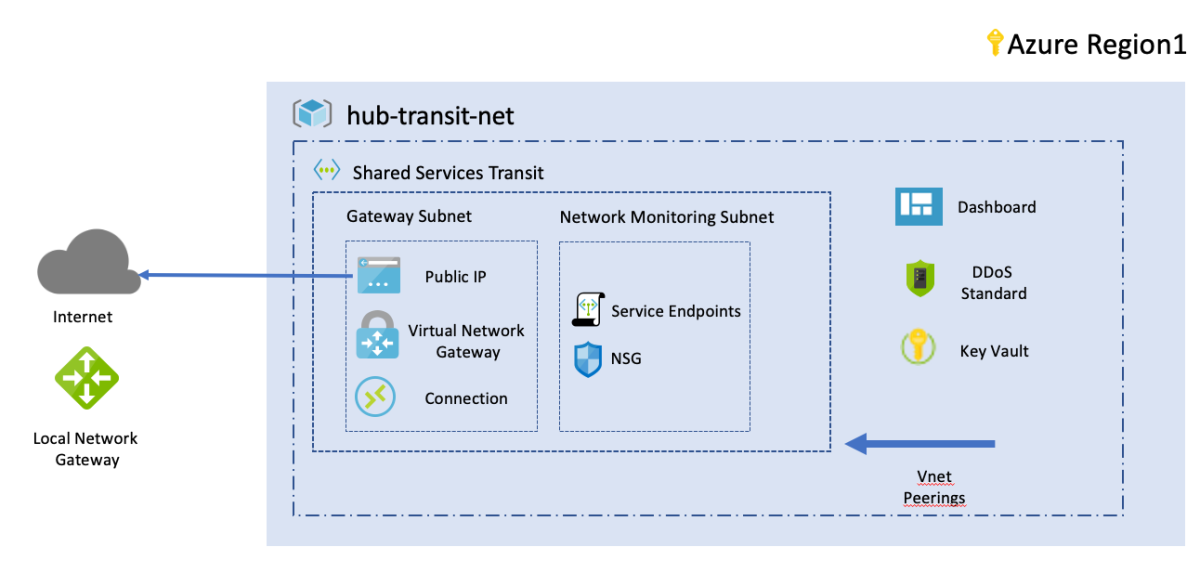 Azure Region1
hub-transit-net
Shared Services Transit
Gateway Subnet
Network Monitoring Subnet
Public IP
Virtual Network
Gateway
Connection
Service Endpoints
NSG
Dashboard
DDoS
Standard
Key Vault
Vnet
Peerings
Internet
Local Network
Gateway